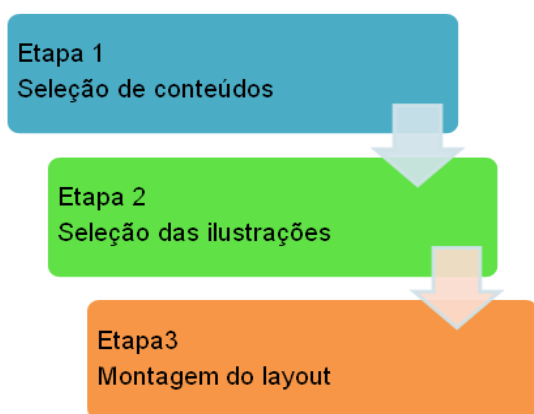 Etapa 1
Seleção de conteúdos
Etapa 2
Seleção das ilustrações
Etapa3
Montagem do layout